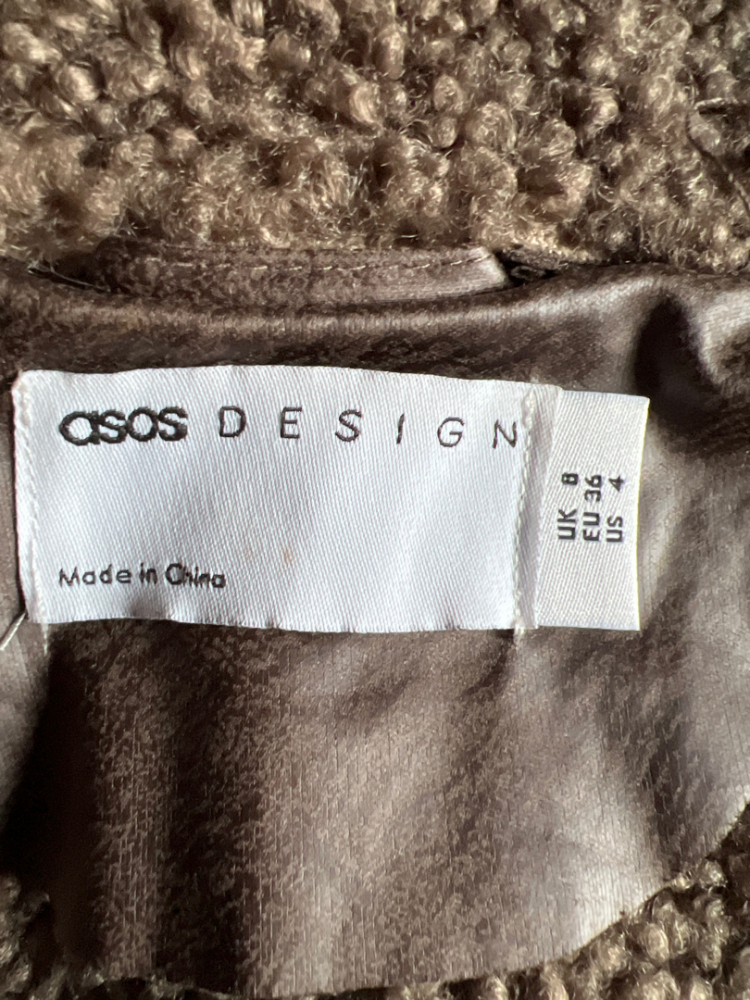 asos DESIGN
Made in China
UK 8
EU 36
US 4